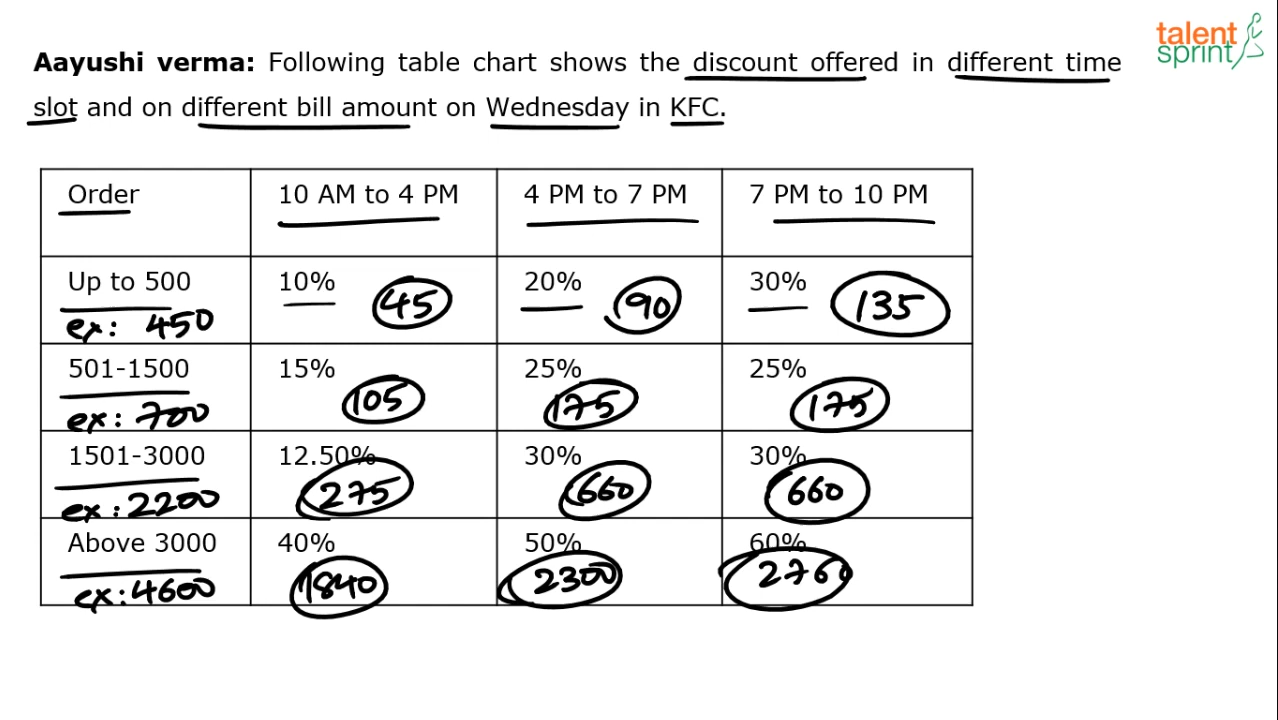 talent
sprint
Aayushi verma: Following table chart shows the discount offered in different time
slot and on different bill amount on Wednesday in KFC.
Order 10 AM to 4 PM 4 PM to 7 PM 7 PM to 10 PM
Up to 500 10% 20% 30%
ex: 450 45 90 135
501-1500 15% 25% 25%
ex: 700 105 175 175
1501-3000 12.50% 30% 30%
ex: 2200 275 660 660
Above 3000 40% 50% 60%
ex: 4600 1840 2300 2760